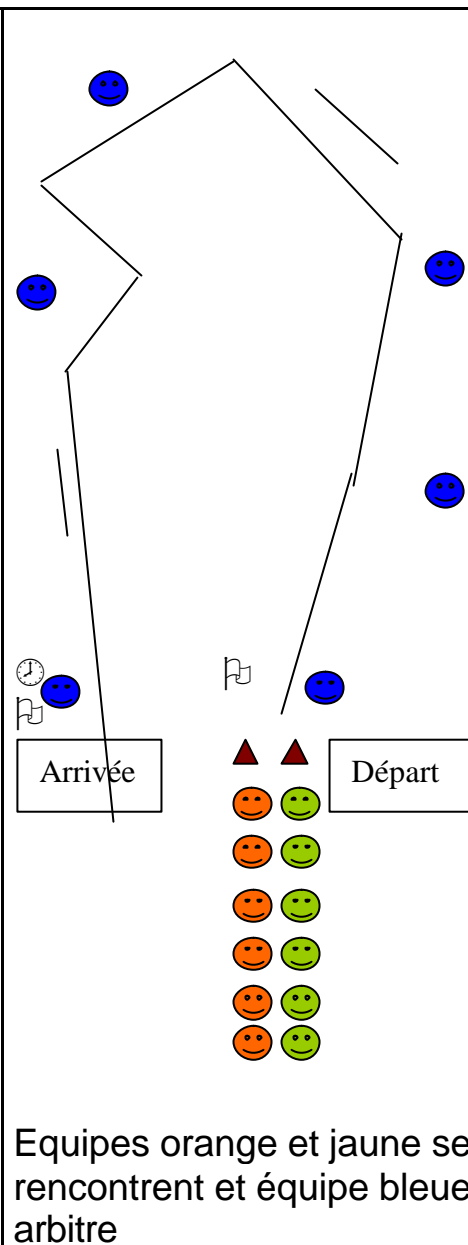 Arrivée
Départ
Equipes orange et jaune se
rencontrent et équipe bleue
arbitre